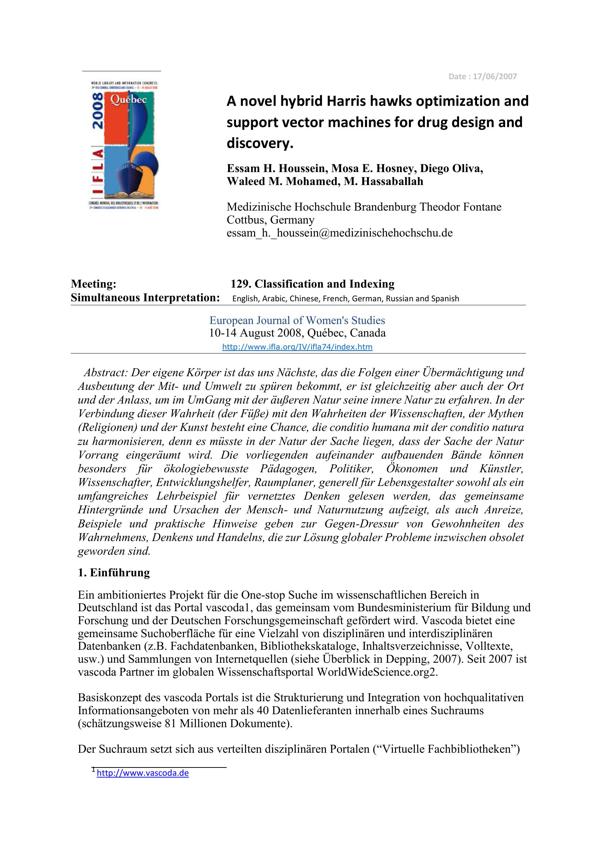 Date : 17/06/2007
WORLD LIBRARY AND INFORMATION CONGRESS:
IFLA 2008
Québec
A novel hybrid Harris hawks optimization and
support vector machines for drug design and
discovery.
Essam H. Houssein, Mosa E. Hosney, Diego Oliva,
Waleed M. Mohamed, M. Hassaballah
Medizinische Hochschule Brandenburg Theodor Fontane
Cottbus, Germany
essam_h._houssein@medizinischehochschu.de
Meeting: 129. Classification and Indexing
Simultaneous Interpretation: English, Arabic, Chinese, French, German, Russian and Spanish
European Journal of Women's Studies
10-14 August 2008, Québec, Canada
http://www.ifla.org/IV/ifla74/index.htm
Abstract: Der eigene Körper ist das uns Nächste, das die Folgen einer Übermächtigung und
Ausbeutung der Mit- und Umwelt zu spüren bekommt, er ist gleichzeitig aber auch der Ort
und der Anlass, um im UmGang mit der äußeren Natur seine innere Natur zu erfahren. In der
Verbindung dieser Wahrheit (der Füße) mit den Wahrheiten der Wissenschaften, der Mythen
(Religionen) und der Kunst besteht eine Chance, die conditio humana mit der conditio natura
zu harmonisieren, denn es müsste in der Natur der Sache liegen, dass der Sache der Natur
Vorrang eingeräumt wird. Die vorliegenden aufeinander aufbauenden Bände können
besonders für ökologiebewusste Pädagogen, Politiker, Ökonomen und Künstler,
Wissenschafter, Entwicklungshelfer, Raumplaner, generell für Lebensgestalter sowohl als ein
umfangreiches Lehrbeispiel für vernetztes Denken gelesen werden, das gemeinsame
Hintergründe und Ursachen der Mensch- und Naturnutzung aufzeigt, als auch Anreize,
Beispiele und praktische Hinweise geben zur Gegen-Dressur von Gewohnheiten des
Wahrnehmens, Denkens und Handelns, die zur Lösung globaler Probleme inzwischen obsolet
geworden sind.
1. Einführung
Ein ambitioniertes Projekt für die One-stop Suche im wissenschaftlichen Bereich in
Deutschland ist das Portal vascoda1, das gemeinsam vom Bundesministerium für Bildung und
Forschung und der Deutschen Forschungsgemeinschaft gefördert wird. Vascoda bietet eine
gemeinsame Suchoberfläche für eine Vielzahl von disziplinären und interdisziplinären
Datenbanken (z.B. Fachdatenbanken, Bibliothekskataloge, Inhaltsverzeichnisse, Volltexte,
usw.) und Sammlungen von Internetquellen (siehe Überblick in Depping, 2007). Seit 2007 ist
vascoda Partner im globalen Wissenschaftsportal WorldWideScience.org2.
Basiskonzept des vascoda Portals ist die Strukturierung und Integration von hochqualitativen
Informationsangeboten von mehr als 40 Datenlieferanten innerhalb eines Suchraums
(schätzungsweise 81 Millionen Dokumente).
Der Suchraum setzt sich aus verteilten disziplinären Portalen (“Virtuelle Fachbibliotheken”)
1 http://www.vascoda.de